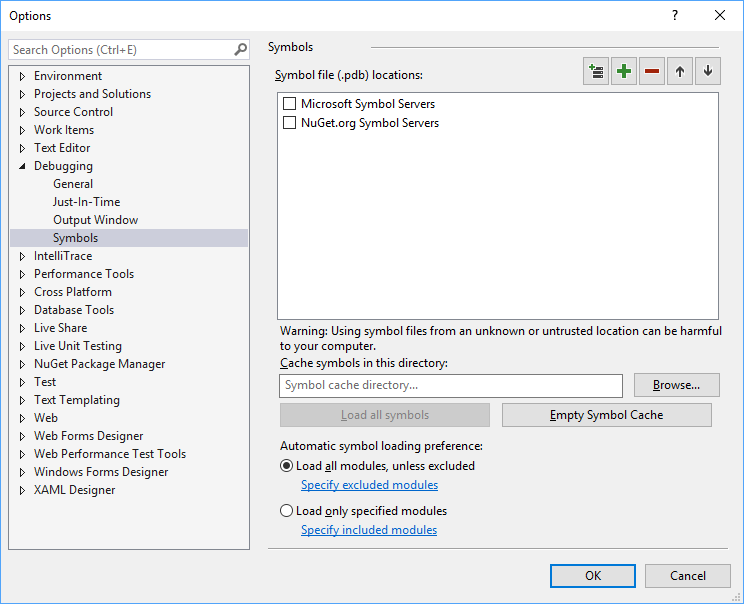 Options
?
Search Options (Ctrl+E)
Environment
Projects and Solutions
Source Control
Work Items
Text Editor
Debugging
General
Just-In-Time
Output Window
Symbols
IntelliTrace
Performance Tools
Cross Platform
Database Tools
Live Share
Live Unit Testing
NuGet Package Manager
Test
Text Templating
Web
Web Forms Designer
Web Performance Test Tools
Windows Forms Designer
XAML Designer
Symbols
Symbol file (.pdb) locations:
Microsoft Symbol Servers
NuGet.org Symbol Servers
Warning: Using symbol files from an unknown or untrusted location can be harmful
to your computer.
Cache symbols in this directory:
Symbol cache directory...
Browse...
Load all symbols
Empty Symbol Cache
Automatic symbol loading preference:
Load all modules, unless excluded
Specify excluded modules
Load only specified modules
Specify included modules
OK
Cancel